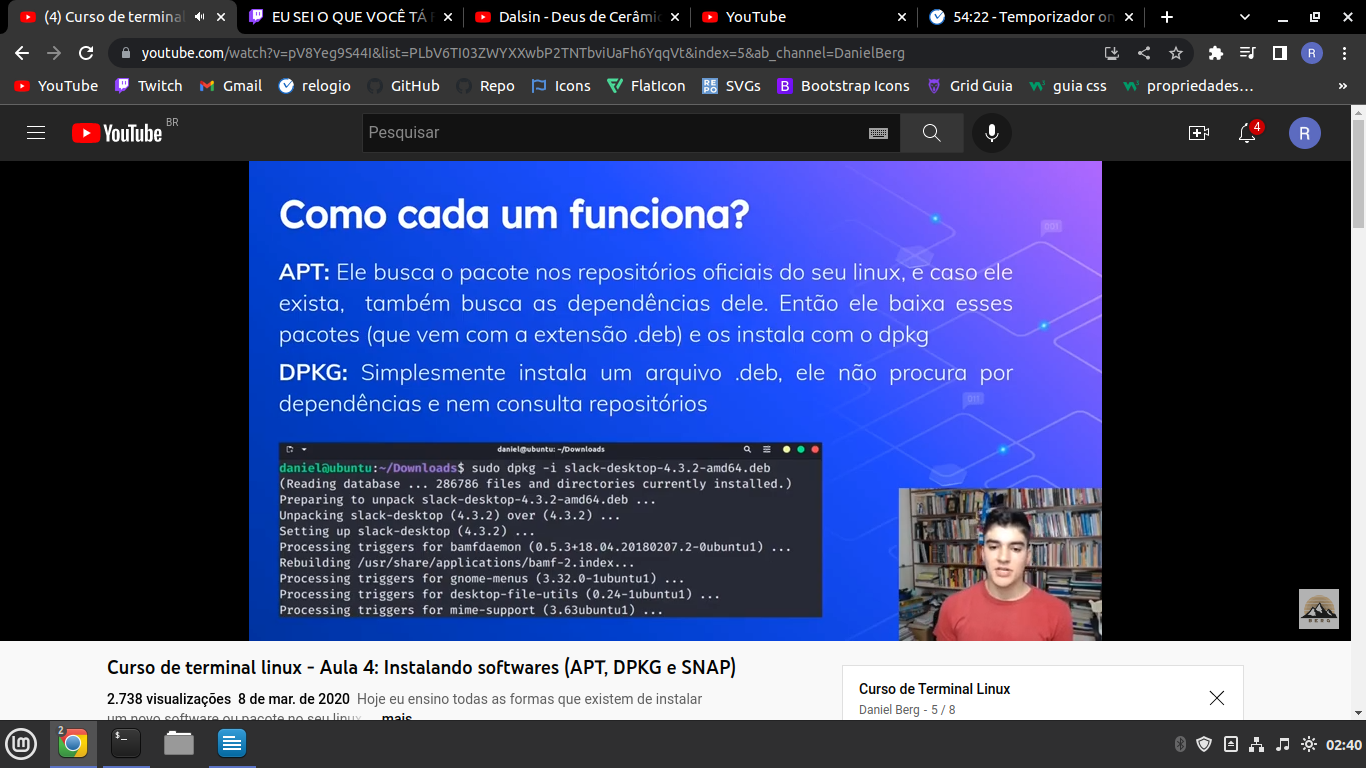 (4) Curso de terminal
EU SEI O QUE VOCÊ TÁ
Dalsin - Deus de Cerâmi
YouTube
54:22 - Temporizador on
youtube.com/watch?v=pV8Yeg9S44I&list=PLbV6TI03ZWYXXwbP2TNTbviUaFh6YqqVt&index=5&ab_channel=DanielBerg
R
YouTube
Twitch
Gmail
relogio
GitHub
Repo
Icons
FlatIcon
RE
PO
SVGs
B
Bootstrap Icons
Grid Guia
guia css
propriedades...
»
YouTube
BR
Pesquisar
4
R
Como cada um funciona?
APT: Ele busca o pacote nos repositórios oficiais do seu linux, e caso ele
exista, também busca as dependências dele. Então ele baixa esses
pacotes (que vem com a extensão .deb) e os instala com o dpkg
DPKG: Simplesmente instala um arquivo .deb, ele não procura por
dependências e nem consulta repositórios
daniel@ubuntu: ~/Downloads
daniel@ubuntu:~/Downloads$ sudo dpkg -i slack-desktop-4.3.2-amd64.deb
(Reading database ... 286786 files and directories currently installed.)
Preparing to unpack slack-desktop-4.3.2-amd64.deb ...
Unpacking slack-desktop (4.3.2) over (4.3.2) ...
Setting up slack-desktop (4.3.2) ...
Processing triggers for bamfdaemon (0.5.3+18.04.20180207.2-0ubuntu1) ...
Rebuilding /usr/share/applications/bamf-2.index...
Processing triggers for gnome-menus (3.32.0-1ubuntu1) ...
Processing triggers for desktop-file-utils (0.24-1ubuntu1) ...
Processing triggers for mime-support (3.63ubuntu1) ...
BERG
Curso de terminal linux - Aula 4: Instalando softwares (APT, DPKG e SNAP)
2.738 visualizações 8 de mar. de 2020 Hoje eu ensino todas as formas que existem de instalar
um novo software ou pacote no seu linux ... mais
Curso de Terminal Linux
Daniel Berg - 5 / 8
2
$_
02:40